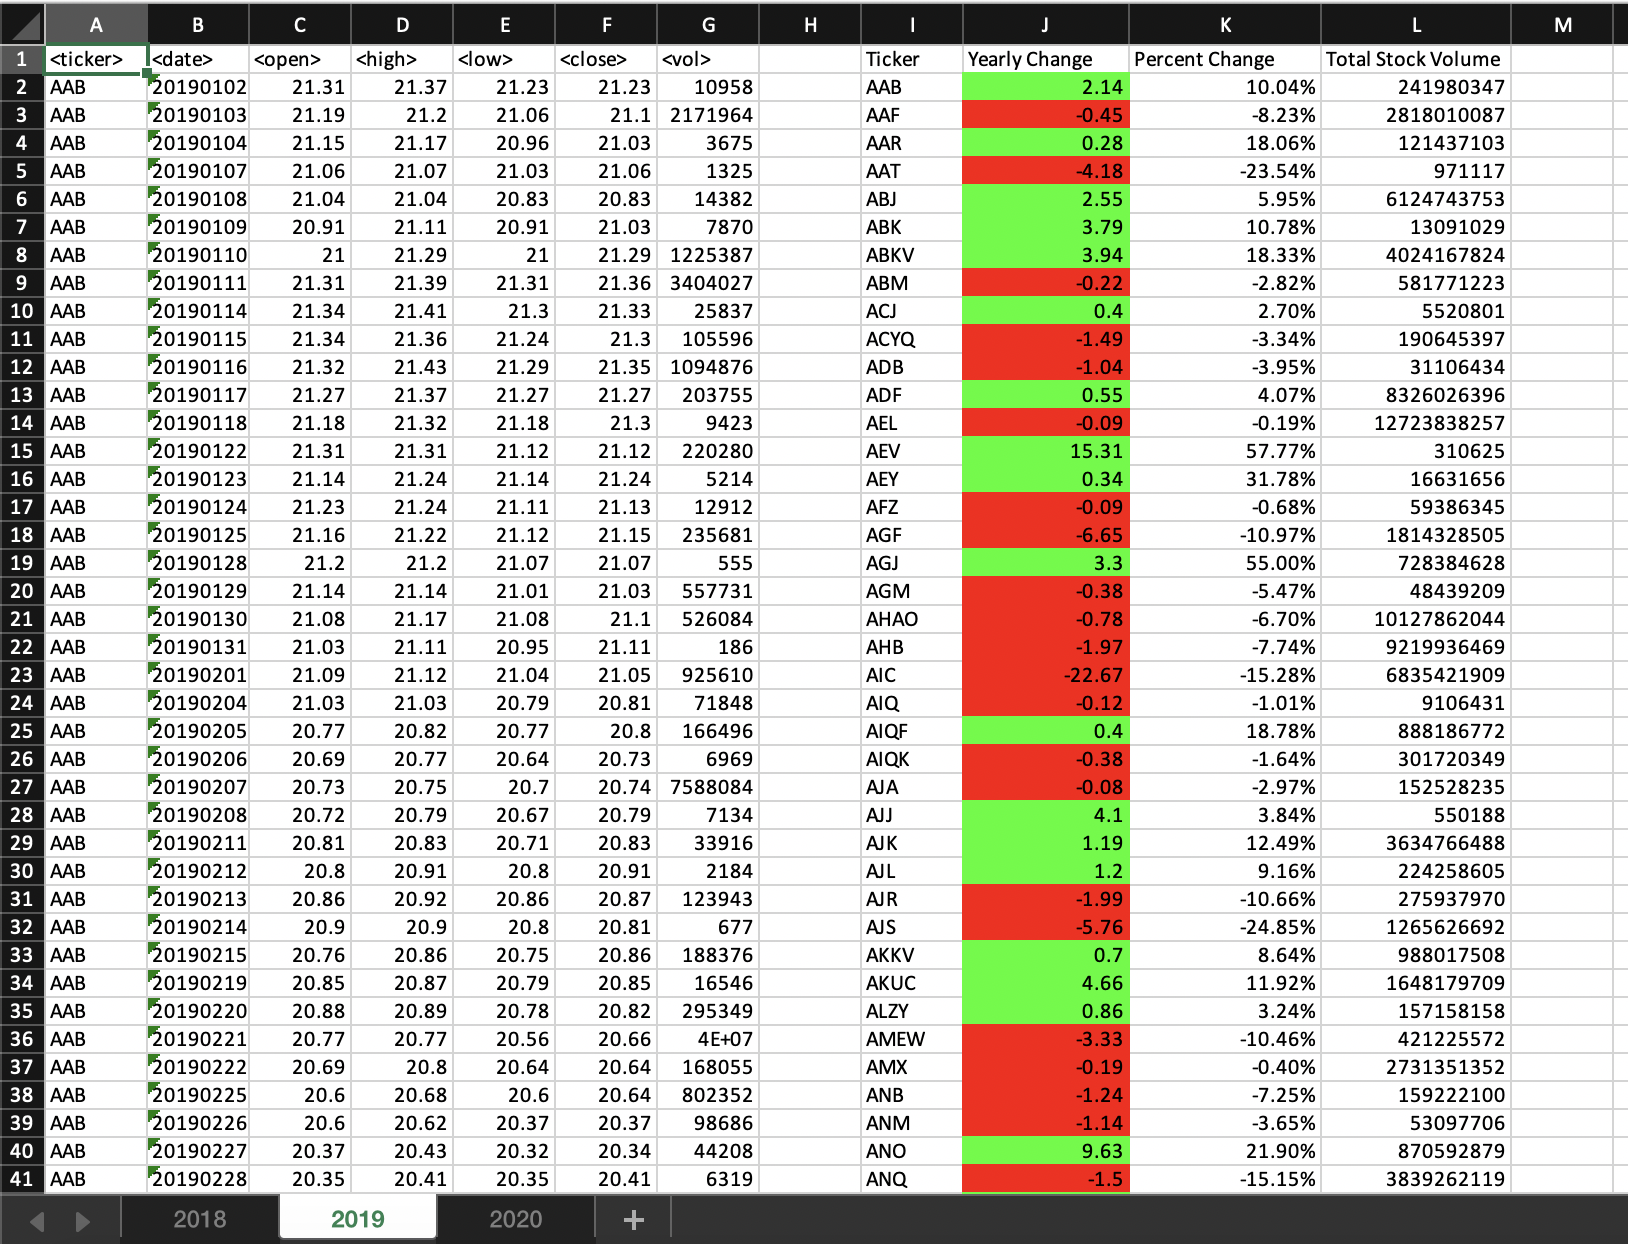 A B C D E F G H I J K L M
1 <ticker> <date> <open> <high> <low> <close> <vol> Ticker Yearly Change Percent Change Total Stock Volume
2 AAB 20190102 21.31 21.37 21.23 21.23 10958 AAB 2.14 10.04% 241980347
3 AAB 20190103 21.19 21.2 21.06 21.1 2171964 AAF -0.45 -8.23% 2818010087
4 AAB 20190104 21.15 21.17 20.96 21.03 3675 AAR 0.28 18.06% 121437103
5 AAB 20190107 21.06 21.07 21.03 21.06 1325 AAT -4.18 -23.54% 971117
6 AAB 20190108 21.04 21.04 20.83 20.83 14382 ABJ 2.55 5.95% 6124743753
7 AAB 20190109 20.91 21.11 20.91 21.03 7870 ABK 3.79 10.78% 13091029
8 AAB 20190110 21 21.29 21 21.29 1225387 ABKV 3.94 18.33% 4024167824
9 AAB 20190111 21.31 21.39 21.31 21.36 3404027 ABM -0.22 -2.82% 581771223
10 AAB 20190114 21.34 21.41 21.3 21.33 25837 ACJ 0.4 2.70% 5520801
11 AAB 20190115 21.34 21.36 21.24 21.3 105596 ACYQ -1.49 -3.34% 190645397
12 AAB 20190116 21.32 21.43 21.29 21.35 1094876 ADB -1.04 -3.95% 31106434
13 AAB 20190117 21.27 21.37 21.27 21.27 203755 ADF 0.55 4.07% 8326026396
14 AAB 20190118 21.18 21.32 21.18 21.3 9423 AEL -0.09 -0.19% 12723838257
15 AAB 20190122 21.31 21.31 21.12 21.12 220280 AEV 15.31 57.77% 310625
16 AAB 20190123 21.14 21.24 21.14 21.24 5214 AEY 0.34 31.78% 16631656
17 AAB 20190124 21.23 21.24 21.11 21.13 12912 AFZ -0.09 -0.68% 59386345
18 AAB 20190125 21.16 21.22 21.12 21.15 235681 AGF -6.65 -10.97% 1814328505
19 AAB 20190128 21.2 21.2 21.07 21.07 555 AGJ 3.3 55.00% 728384628
20 AAB 20190129 21.14 21.14 21.01 21.03 557731 AGM -0.38 -5.47% 48439209
21 AAB 20190130 21.08 21.17 21.08 21.1 526084 AHAO -0.78 -6.70% 10127862044
22 AAB 20190131 21.03 21.11 20.95 21.11 186 AHB -1.97 -7.74% 9219936469
23 AAB 20190201 21.09 21.12 21.04 21.05 925610 AIC -22.67 -15.28% 6835421909
24 AAB 20190204 21.03 21.03 20.79 20.81 71848 AIQ -0.12 -1.01% 9106431
25 AAB 20190205 20.77 20.82 20.77 20.8 166496 AIQF 0.4 18.78% 888186772
26 AAB 20190206 20.69 20.77 20.64 20.73 6969 AIQK -0.38 -1.64% 301720349
27 AAB 20190207 20.73 20.75 20.7 20.74 7588084 AJA -0.08 -2.97% 152528235
28 AAB 20190208 20.72 20.79 20.67 20.79 7134 AJJ 4.1 3.84% 550188
29 AAB 20190211 20.81 20.83 20.71 20.83 33916 AJK 1.19 12.49% 3634766488
30 AAB 20190212 20.8 20.91 20.8 20.91 2184 AJL 1.2 9.16% 224258605
31 AAB 20190213 20.86 20.92 20.86 20.87 123943 AJR -1.99 -10.66% 275937970
32 AAB 20190214 20.9 20.9 20.8 20.81 677 AJS -5.76 -24.85% 1265626692
33 AAB 20190215 20.76 20.86 20.75 20.86 188376 AKKV 0.7 8.64% 988017508
34 AAB 20190219 20.85 20.87 20.79 20.85 16546 AKUC 4.66 11.92% 1648179709
35 AAB 20190220 20.88 20.89 20.78 20.82 295349 ALZY 0.86 3.24% 157158158
36 AAB 20190221 20.77 20.77 20.56 20.66 4E+07 AMEW -3.33 -10.46% 421225572
37 AAB 20190222 20.69 20.8 20.64 20.64 168055 AMX -0.19 -0.40% 2731351352
38 AAB 20190225 20.6 20.68 20.6 20.64 802352 ANB -1.24 -7.25% 159222100
39 AAB 20190226 20.6 20.62 20.37 20.37 98686 ANM -1.14 -3.65% 53097706
40 AAB 20190227 20.37 20.43 20.32 20.34 44208 ANO 9.63 21.90% 870592879
41 AAB 20190228 20.35 20.41 20.35 20.41 6319 ANQ -1.5 -15.15% 3839262119
2018 2019 2020 +